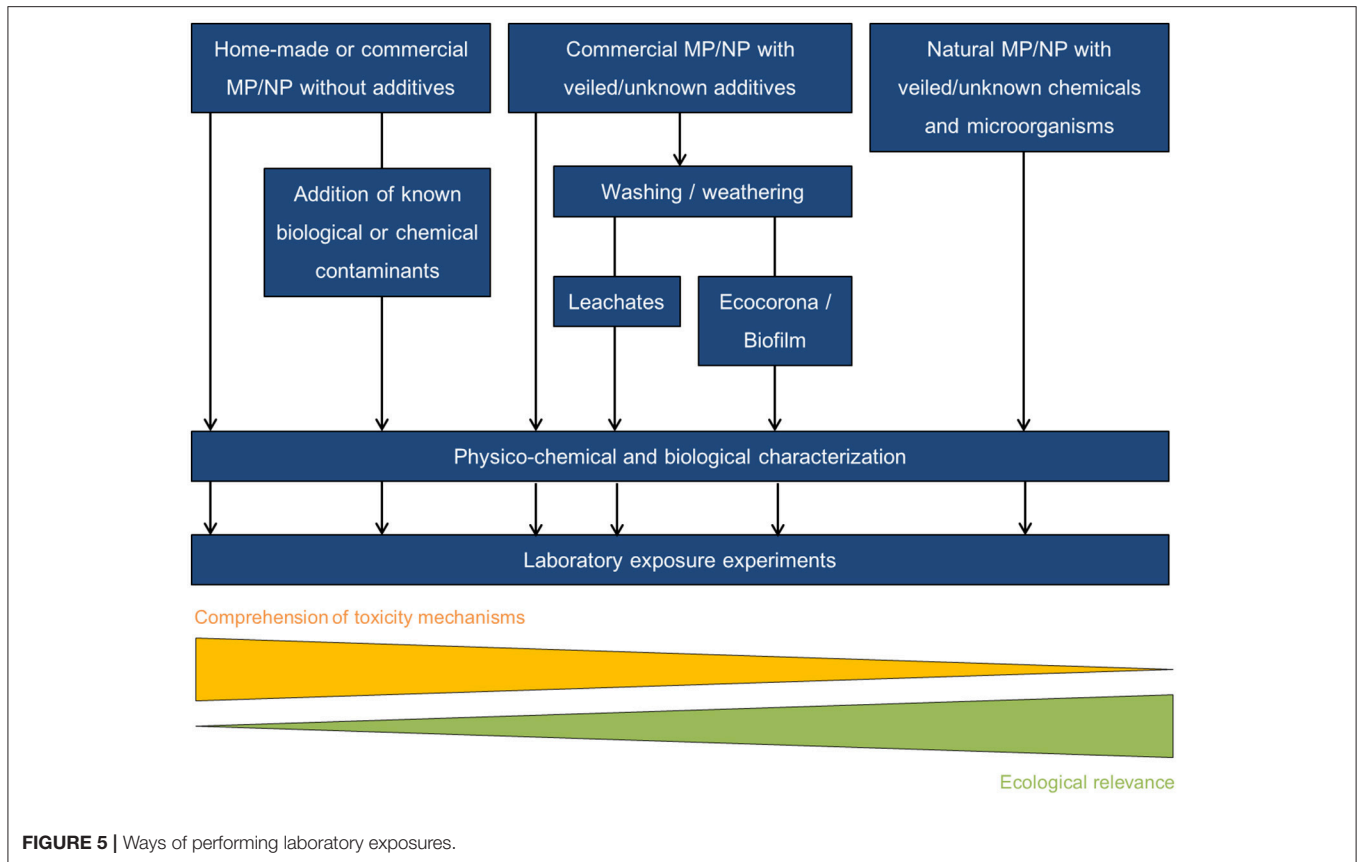 Home-made or commercial
MP/NP without additives
Commercial MP/NP with
veiled/unknown additives
Natural MP/NP with
veiled/unknown chemicals
and microorganisms
Addition of known
biological or chemical
contaminants
Washing / weathering
Leachates
Ecocorona /
Biofilm
Physico-chemical and biological characterization
Laboratory exposure experiments
Comprehension of toxicity mechanisms
Ecological relevance
FIGURE 5 | Ways of performing laboratory exposures.